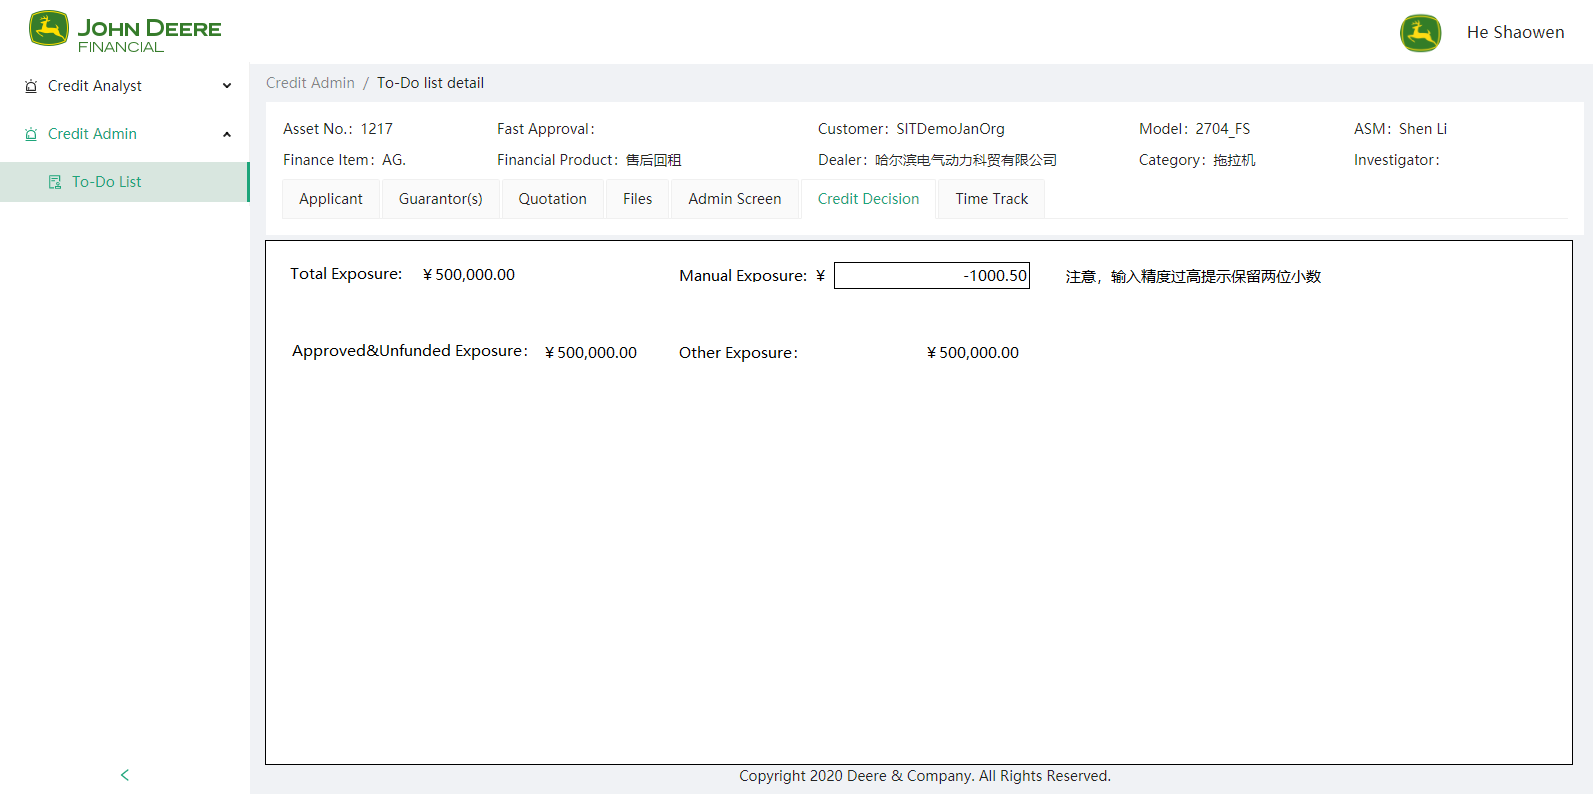 JOHN DEERE
FINANCIAL
He Shaowen
Credit Analyst
Credit Admin
To-Do List
Credit Admin / To-Do list detail
Asset No.: 1217 Fast Approval: Customer: SITDemoJanOrg Model: 2704_FS ASM: Shen Li
Finance Item: AG. Financial Product: 售后回租 Dealer: 哈尔滨电气动力科贸有限公司 Category: 拖拉机 Investigator:
Applicant Guarantor(s) Quotation Files Admin Screen Credit Decision Time Track
Total Exposure: ¥500,000.00 Manual Exposure: ¥ -1000.50 注意，输入精度过高提示保留两位小数
Approved&Unfunded Exposure: ¥500,000.00 Other Exposure: ¥500,000.00
Copyright 2020 Deere & Company. All Rights Reserved.